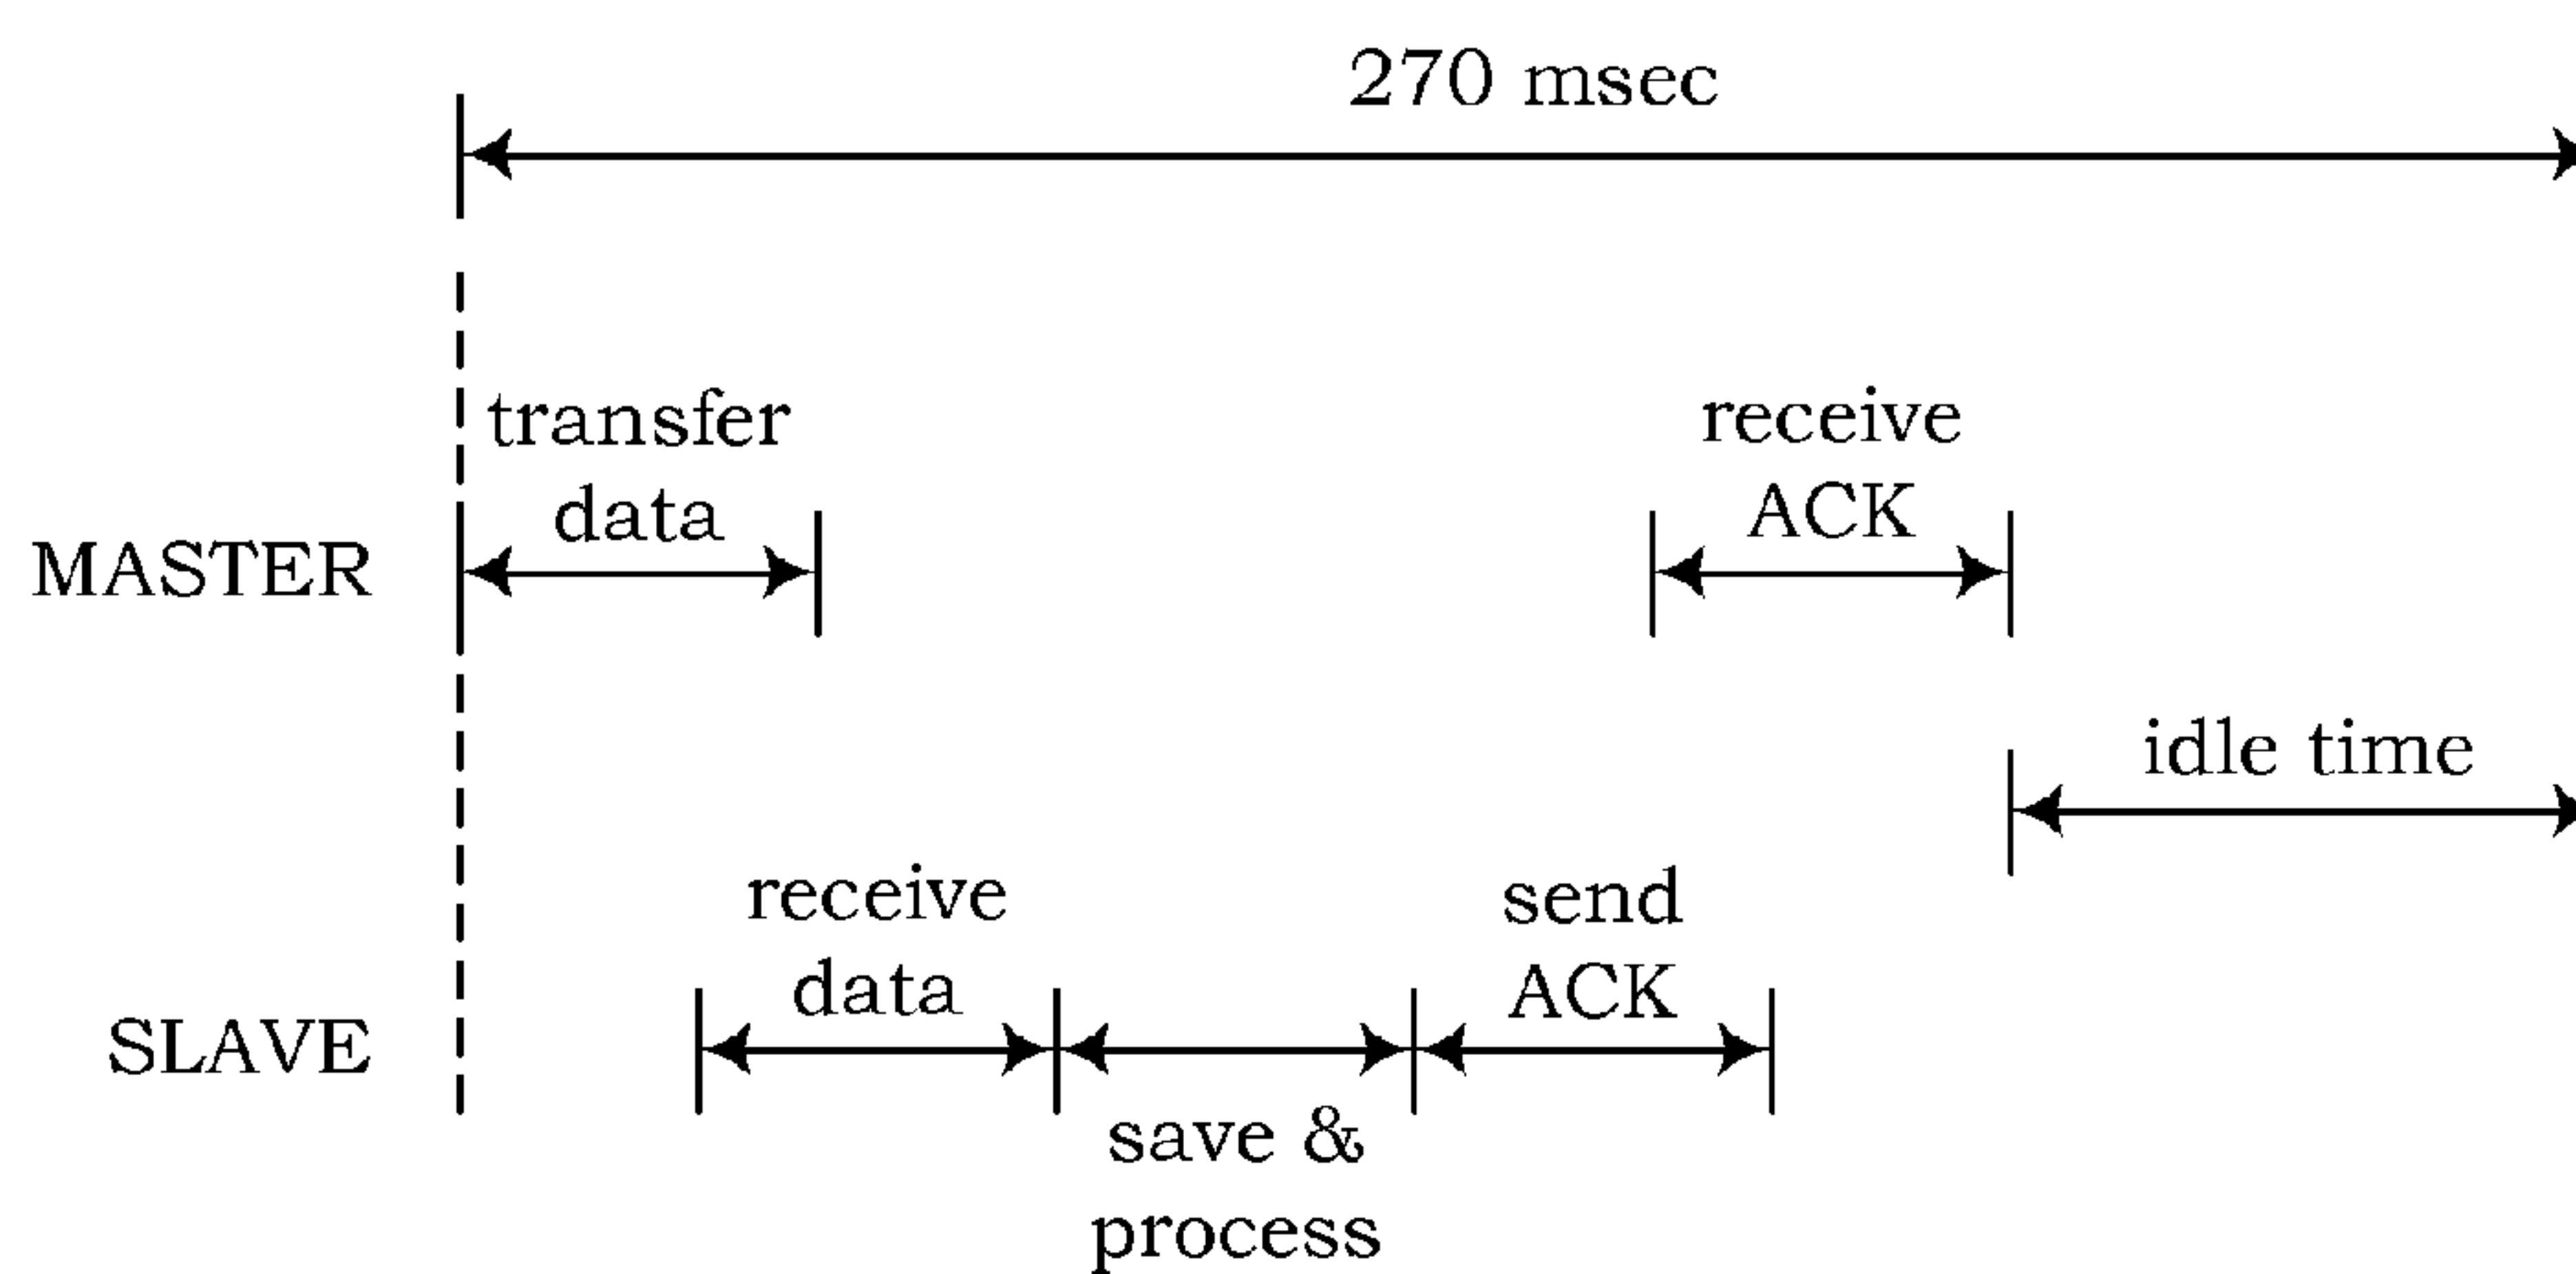 270 msec
transfer
data
receive
ACK
MASTER
idle time
receive
data
send
ACK
SLAVE
save &
process